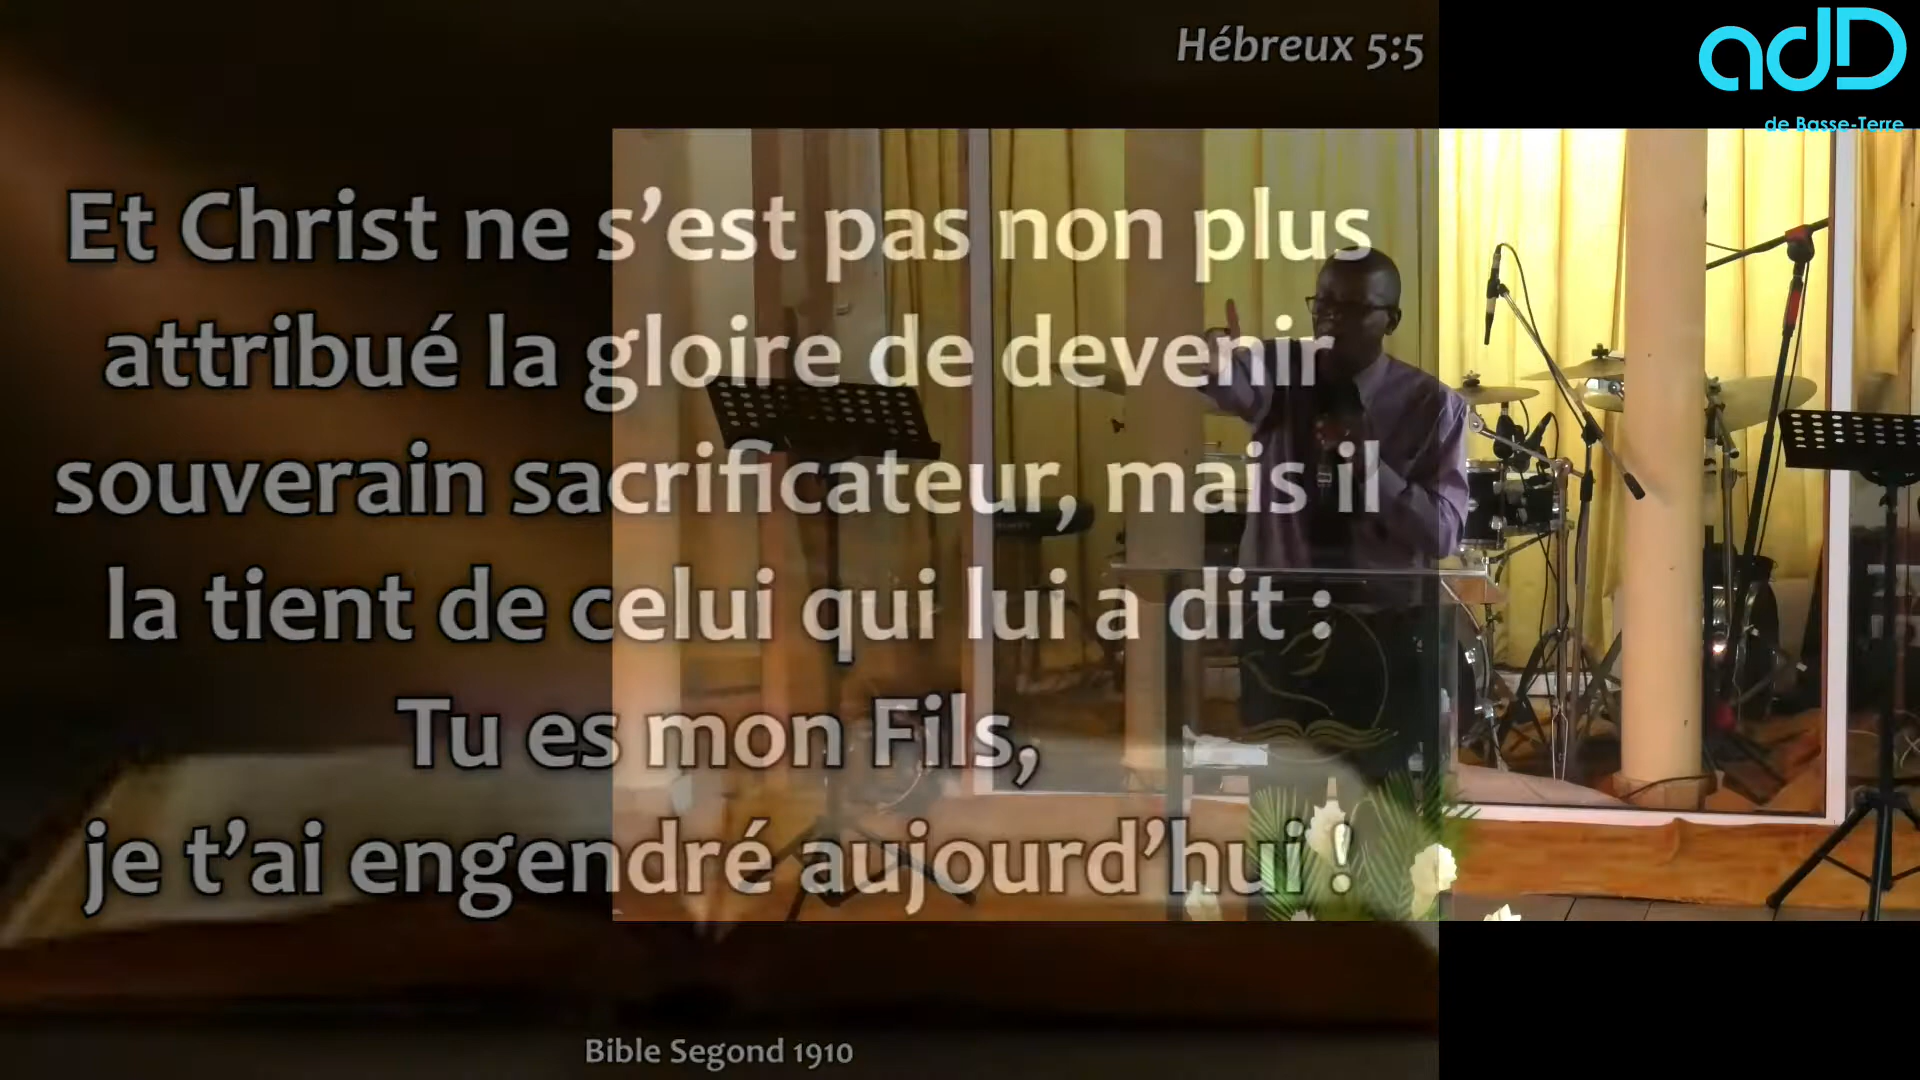 Hébreux 5:5
adD
de Basse-Terre
Et Christ ne s’est pas non plus
attribué la gloire de devenir
souverain sacrificateur, mais il
la tient de celui qui lui a dit :
Tu es mon Fils,
je t’ai engendré aujourd’hui !
Bible Segond 1910